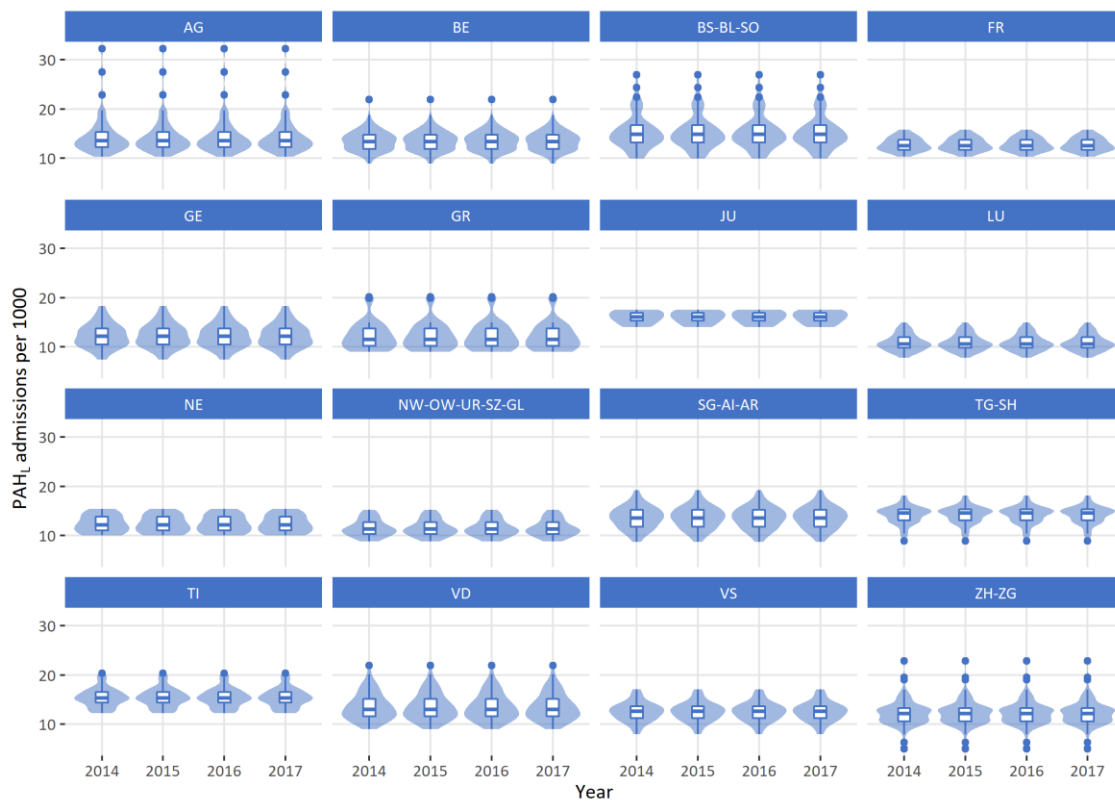 AG BE BS-BL-SO FR
30
20
10
GE GR JU LU
30
20
10
NE NW-OW-UR-SZ-GL SG-AI-AR TG-SH
30
20
10
TI VD VS ZH-ZG
30
20
10
2014 2015 2016 2017 2014 2015 2016 2017 2014 2015 2016 2017 2014 2015 2016 2017
Year
PAHL admissions per 1000